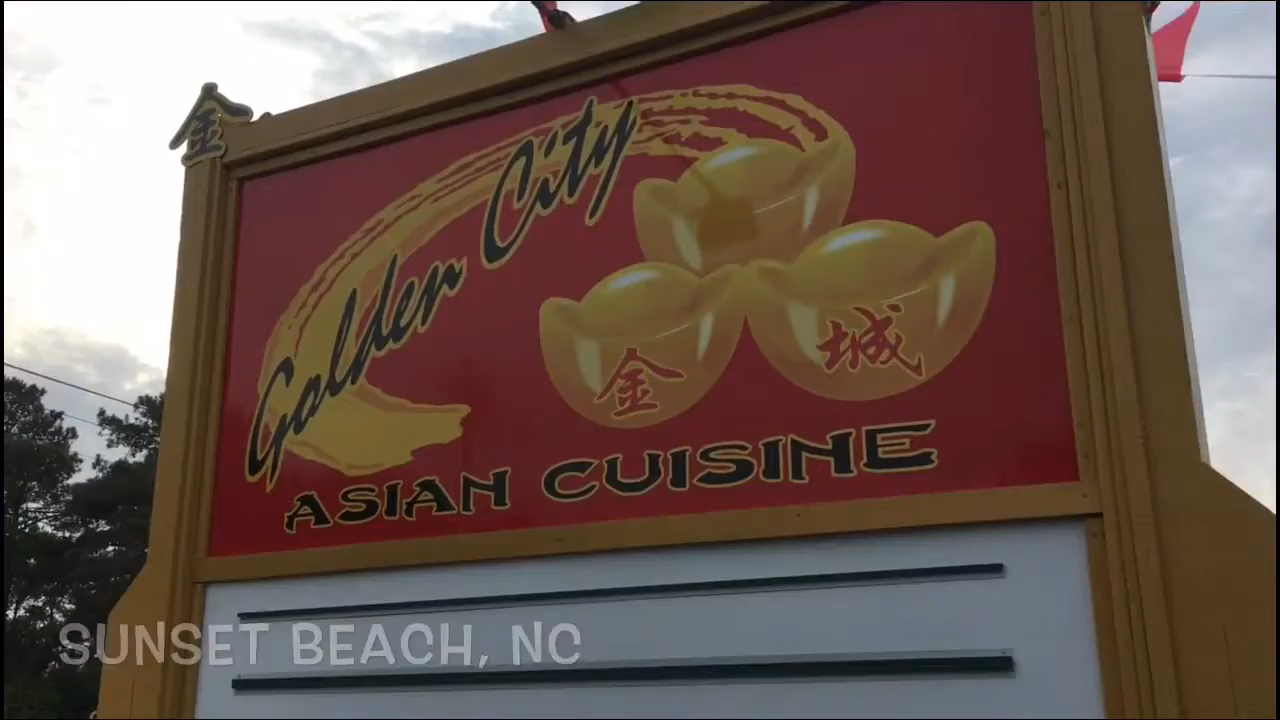 金
Golden City
金 城
ASIAN CUISINE
SUNSET BEACH, NC